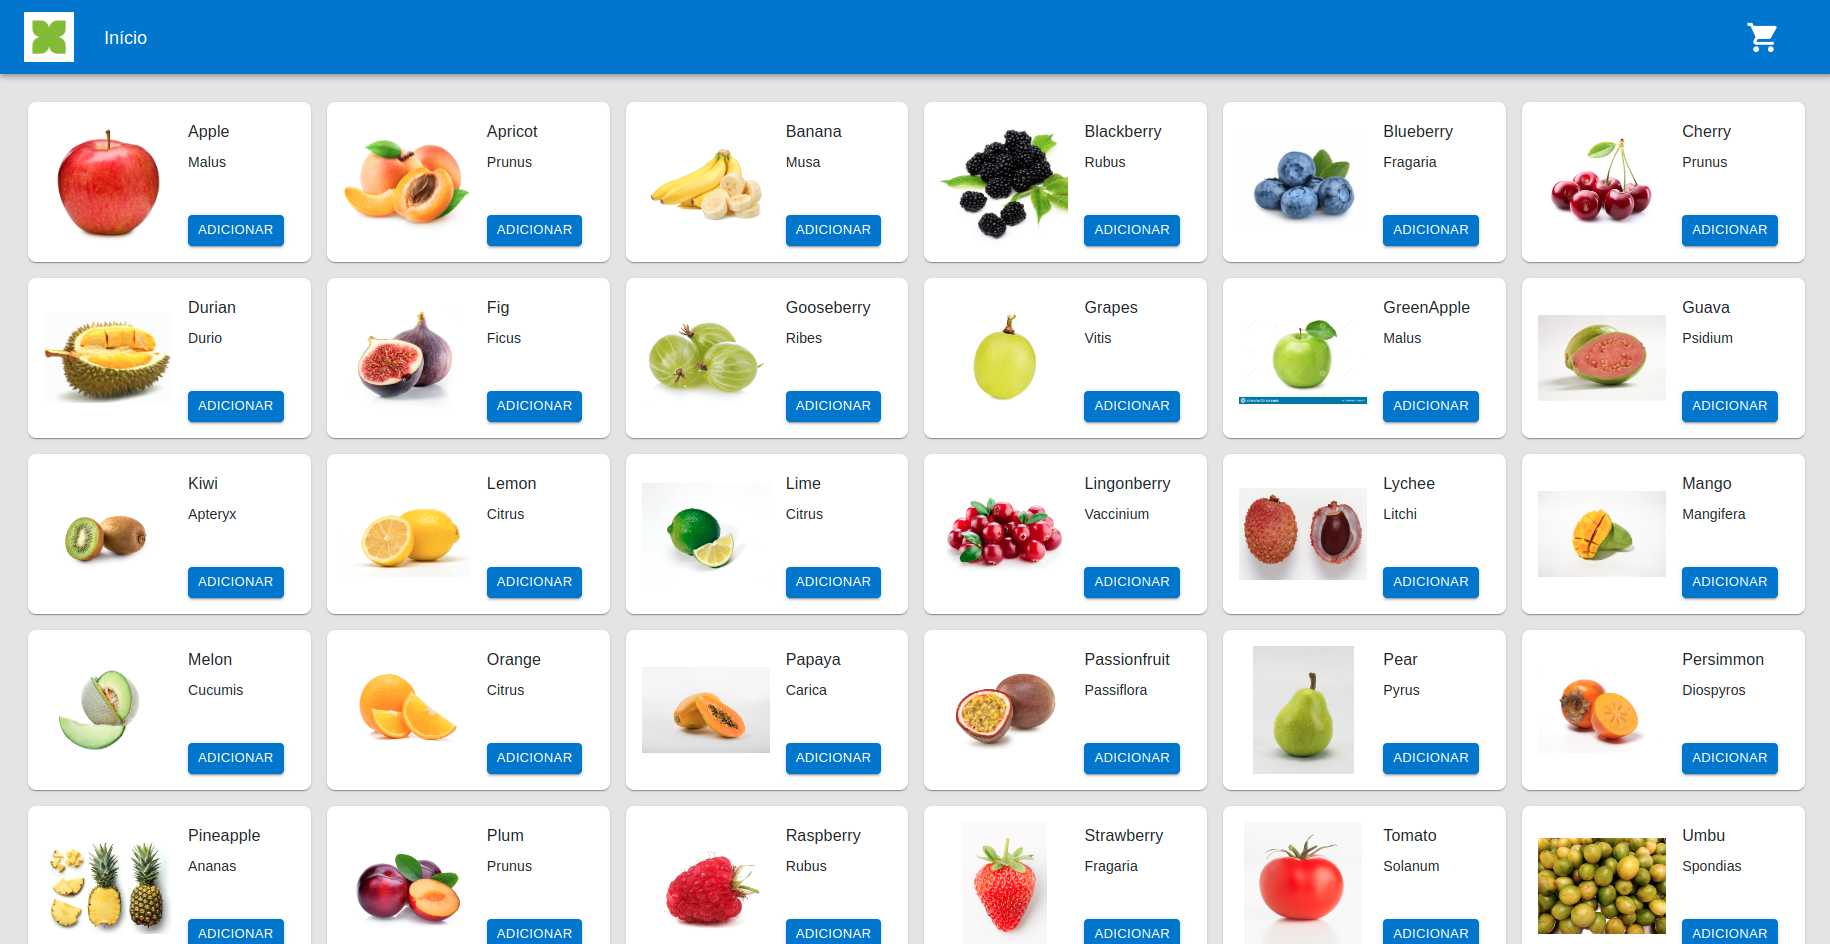 Início
Apple
Malus
ADICIONAR
Apricot
Prunus
ADICIONAR
Banana
Musa
ADICIONAR
Blackberry
Rubus
ADICIONAR
Blueberry
Fragaria
ADICIONAR
Cherry
Prunus
ADICIONAR
Durian
Durio
ADICIONAR
Fig
Ficus
ADICIONAR
Gooseberry
Ribes
ADICIONAR
Grapes
Vitis
ADICIONAR
GreenApple
Malus
ADICIONAR
Guava
Psidium
ADICIONAR
Kiwi
Apteryx
ADICIONAR
Lemon
Citrus
ADICIONAR
Lime
Citrus
ADICIONAR
Lingonberry
Vaccinium
ADICIONAR
Lychee
Litchi
ADICIONAR
Mango
Mangifera
ADICIONAR
Melon
Cucumis
ADICIONAR
Orange
Citrus
ADICIONAR
Papaya
Carica
ADICIONAR
Passionfruit
Passiflora
ADICIONAR
Pear
Pyrus
ADICIONAR
Persimmon
Diospyros
ADICIONAR
Pineapple
Ananas
ADICIONAR
Plum
Prunus
ADICIONAR
Raspberry
Rubus
ADICIONAR
Strawberry
Fragaria
ADICIONAR
Tomato
Solanum
ADICIONAR
Umbu
Spondias
ADICIONAR